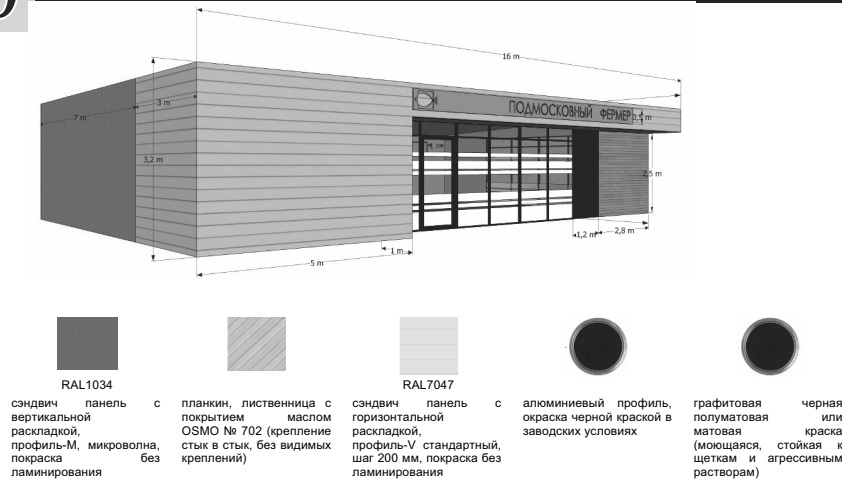 16 m
3 m
7 m
3,2 m
ПОДМОСКОВНЫЙ ФЕРМЕР
0,5 m
2,5 m
1,2 m
2,8 m
1 m
5 m
RAL1034
сэндвич панель с
вертикальной
раскладкой,
профиль-М, микроволна,
покраска без
ламинирования
планкин, лиственница с
покрытием маслом
OSMO № 702 (крепление
стык в стык, без видимых
креплений)
RAL7047
сэндвич панель с
горизонтальной
раскладкой,
профиль-V стандартный,
шаг 200 мм, покраска без
ламинирования
алюминиевый профиль,
окраска черной краской в
заводских условиях
графитовая черная
полуматовая или
матовая краска
(моющаяся, стойкая к
щеткам и агрессивным
растворам)